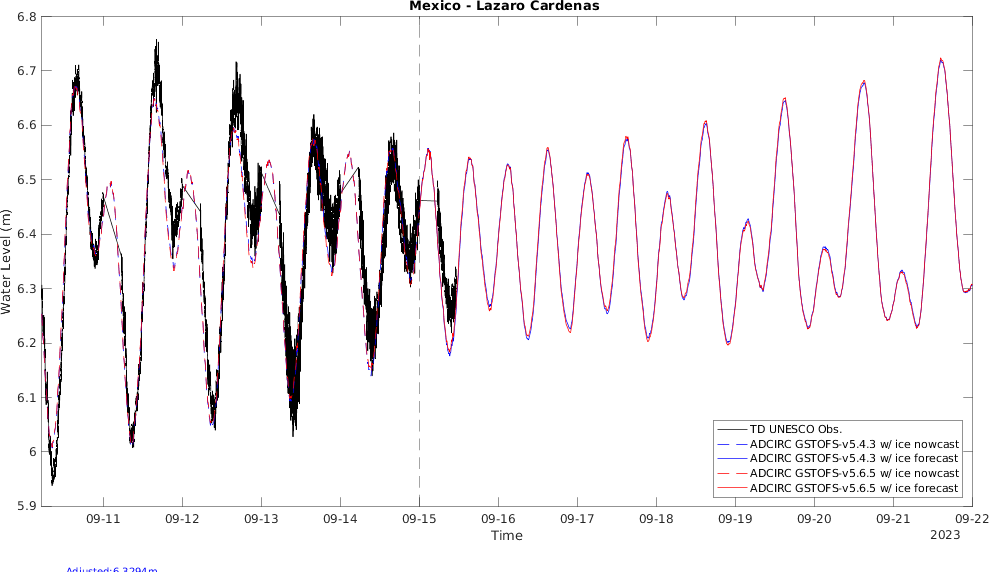 Mexico - Lazaro Cardenas
6.8
6.7
6.6
6.5
6.4
6.3
6.2
6.1
6
5.9
Water Level (m)
09-11
09-12
09-13
09-14
09-15
09-16
09-17
09-18
09-19
09-20
09-21
09-22
Time
2023
TD UNESCO Obs.
ADCIRC GSTOFS-v5.4.3 w/ ice nowcast
ADCIRC GSTOFS-v5.4.3 w/ ice forecast
ADCIRC GSTOFS-v5.6.5 w/ ice nowcast
ADCIRC GSTOFS-v5.6.5 w/ ice forecast
Adjusted:6.3294m